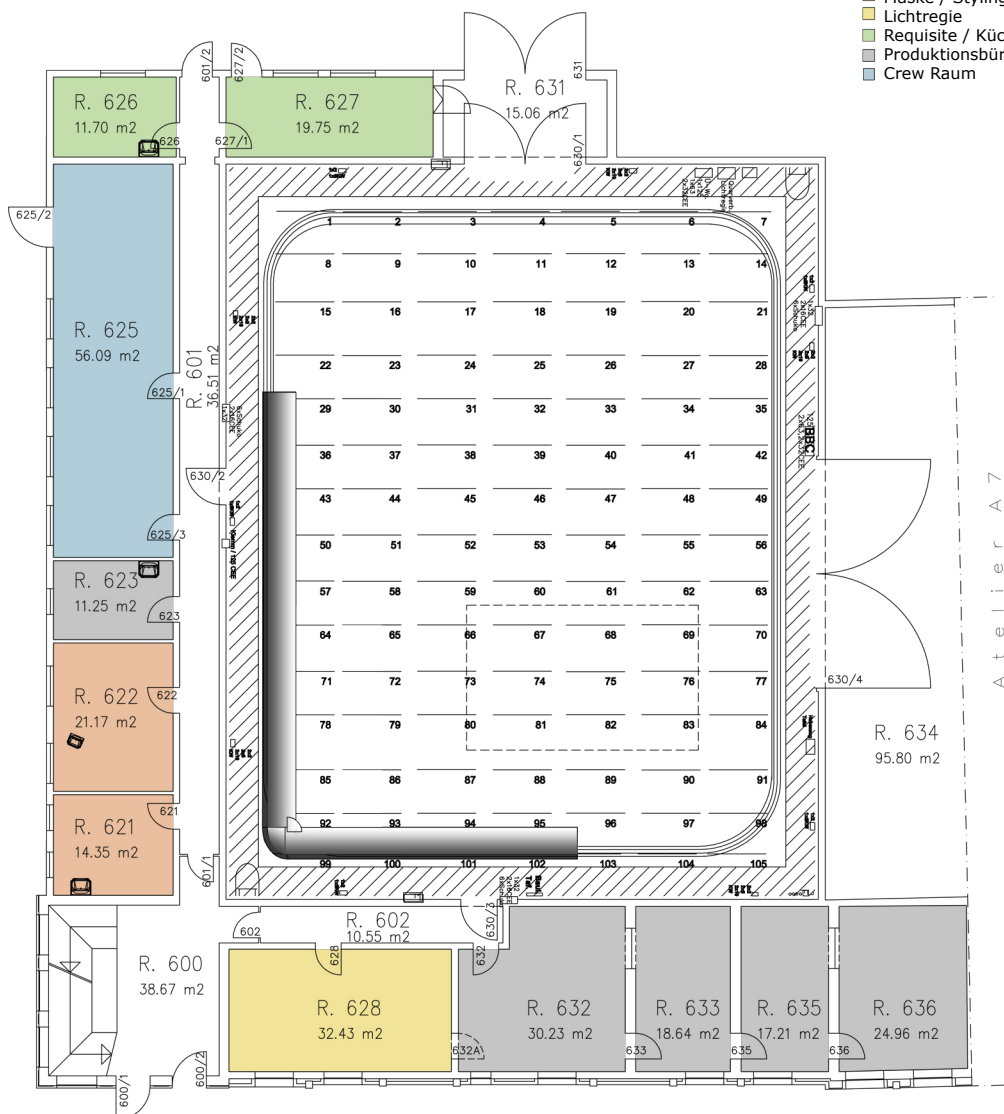 Lichtregie
Requisite / Küc
Produktionsbür
Crew Raum
R. 626
11.70 m2
626
601/2
627/2
R. 627
19.75 m2
627/1
R. 631
15.06 m2
631
630/1
625/2
R. 625
56.09 m2
625/1
625/3
R. 601
36.51 m2
630/2
Querverb.
Lichtregie
1 2 3 4 5 6 7
8 9 10 11 12 13 14
15 16 17 18 19 20 21
22 23 24 25 26 27 28
29 30 31 32 33 34 35
36 37 38 39 40 41 42
43 44 45 46 47 48 49
50 51 52 53 54 55 56
57 58 59 60 61 62 63
64 65 66 67 68 69 70
71 72 73 74 75 76 77
78 79 80 81 82 83 84
85 86 87 88 89 90 91
92 93 94 95 96 97 98
99 100 101 102 103 104 105
BBC
R. 623
11.25 m2
623
R. 622
21.17 m2
622
R. 621
14.35 m2
621
601/1
630/4
R. 634
95.80 m2
Atelier A7
R. 602
10.55 m2
602
630/3
628
632
R. 600
38.67 m2
600/1
600/2
R. 628
32.43 m2
632A
R. 632
30.23 m2
633
R. 633
18.64 m2
635
R. 635
17.21 m2
636
R. 636
24.96 m2